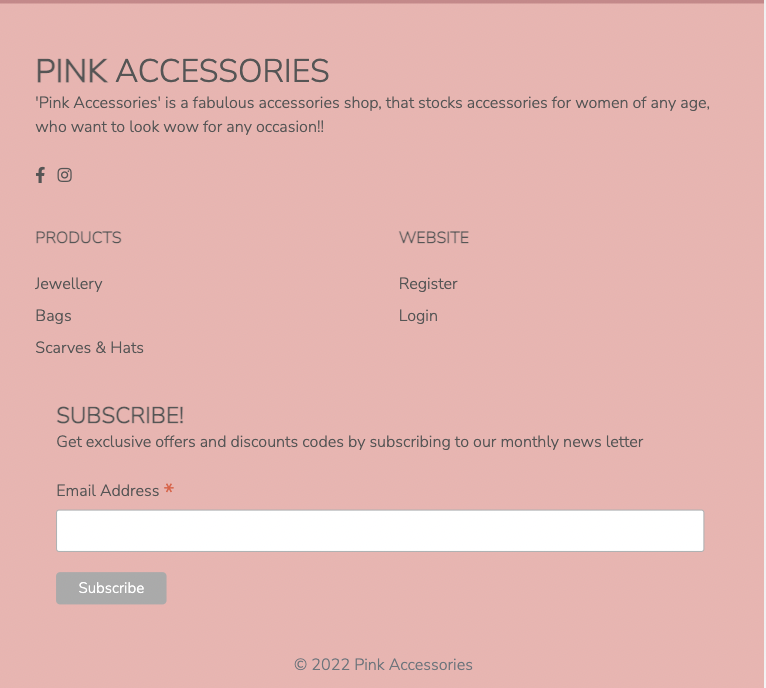 PINK ACCESSORIES
'Pink Accessories' is a fabulous accessories shop, that stocks accessories for women of any age,
who want to look wow for any occasion!!
PRODUCTS
Jewellery
Bags
Scarves & Hats
WEBSITE
Register
Login
SUBSCRIBE!
Get exclusive offers and discounts codes by subscribing to our monthly news letter
Email Address *
Subscribe
© 2022 Pink Accessories